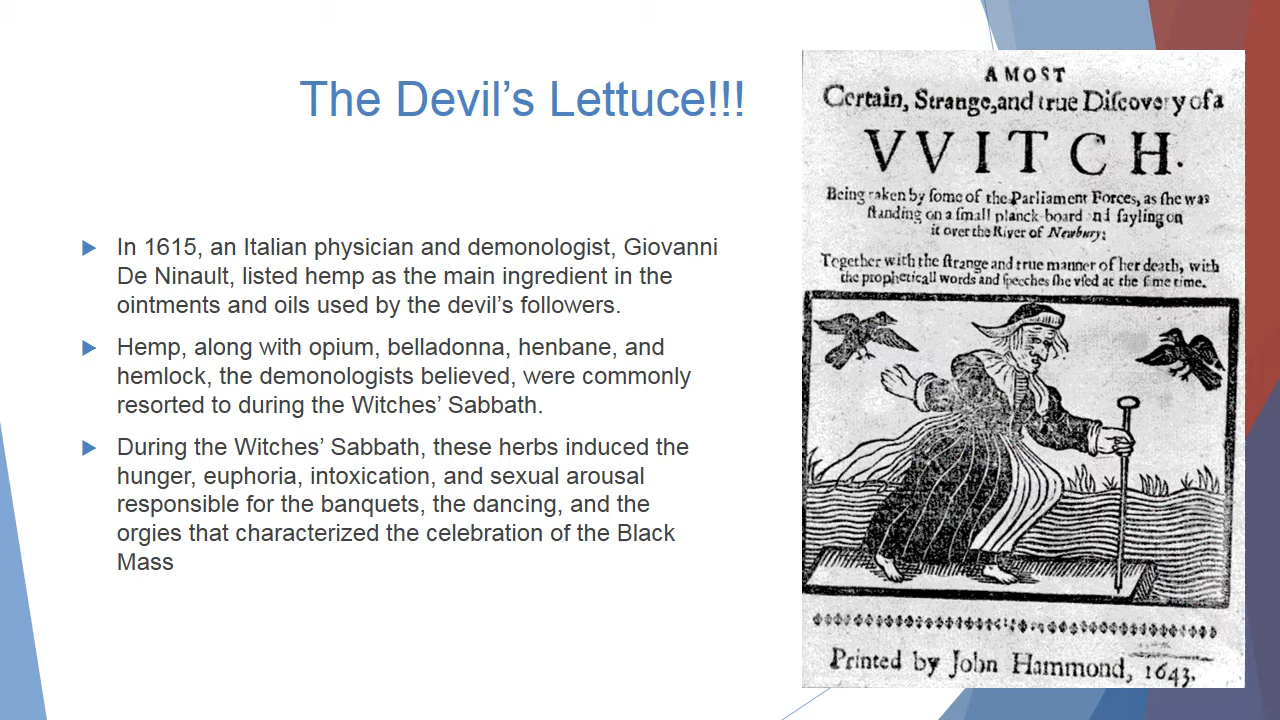 The Devil's Lettuce!!!
In 1615, an Italian physician and demonologist, Giovanni
De Ninault, listed hemp as the main ingredient in the
ointments and oils used by the devil's followers.
Hemp, along with opium, belladonna, henbane, and
hemlock, the demonologists believed, were commonly
resorted to during the Witches' Sabbath.
During the Witches' Sabbath, these herbs induced the
hunger, euphoria, intoxication, and sexual arousal
responsible for the banquets, the dancing, and the
orgies that characterized the celebration of the Black
Mass
A MOST
Certain, Strange, and true Diſcovery of a
VVITCH.
Being taken by ſome of the Parliament Forces, as ſhe was
ſtanding on a ſmall planck-board and ſayling on
it over the River of Newbury:
Together with the ſtrange and true manner of her death, with
the propheticall words and ſpeeches ſhe vſed at the ſame time.
Printed by John Hammond, 1643.